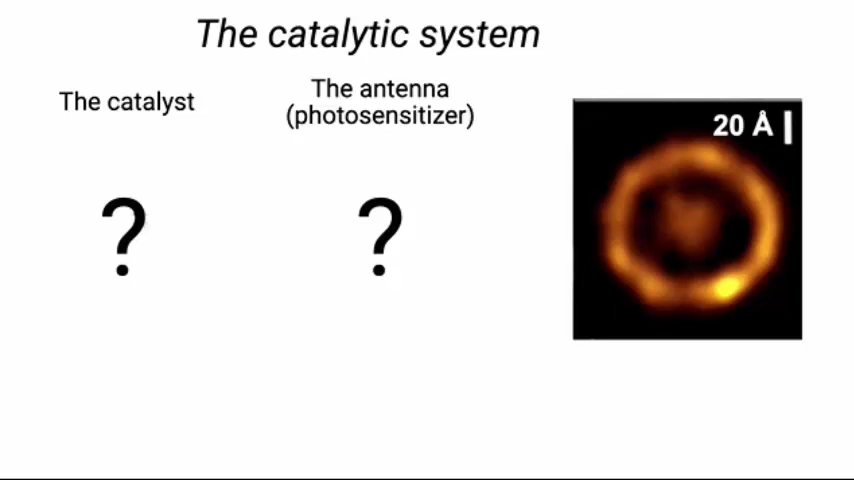 The catalytic system
The catalyst
The antenna
(photosensitizer)
20 Å
?
?